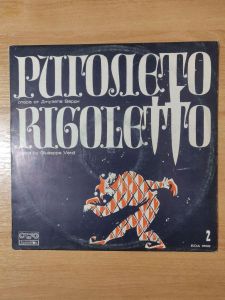 РИГОЛЕТО
опера от Джузепе Верди
RIGOLETTO
opera by Giuseppe Verdi
2